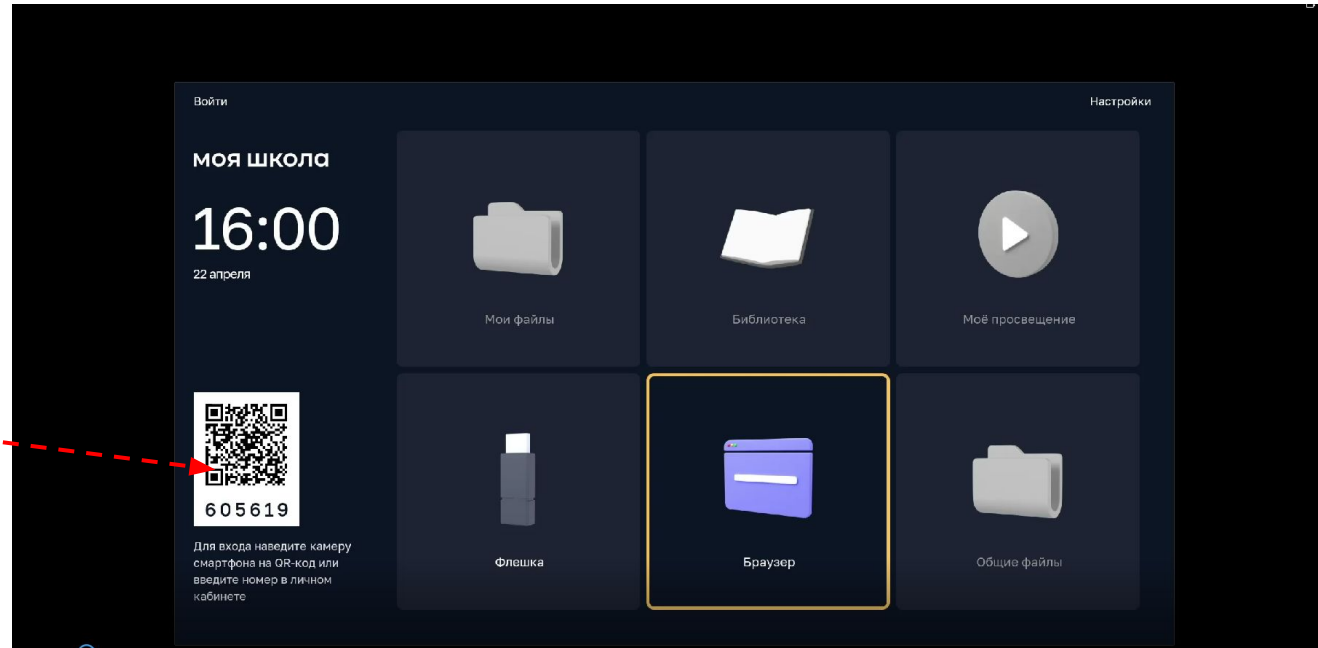 Войти
Настройки
моя школа
16:00
22 апреля
Мои файлы
Библиотека
Моё просвещение
605619
Для входа наведите камеру
смартфона на QR-код или
введите номер в личном
кабинете
Флешка
Браузер
Общие файлы